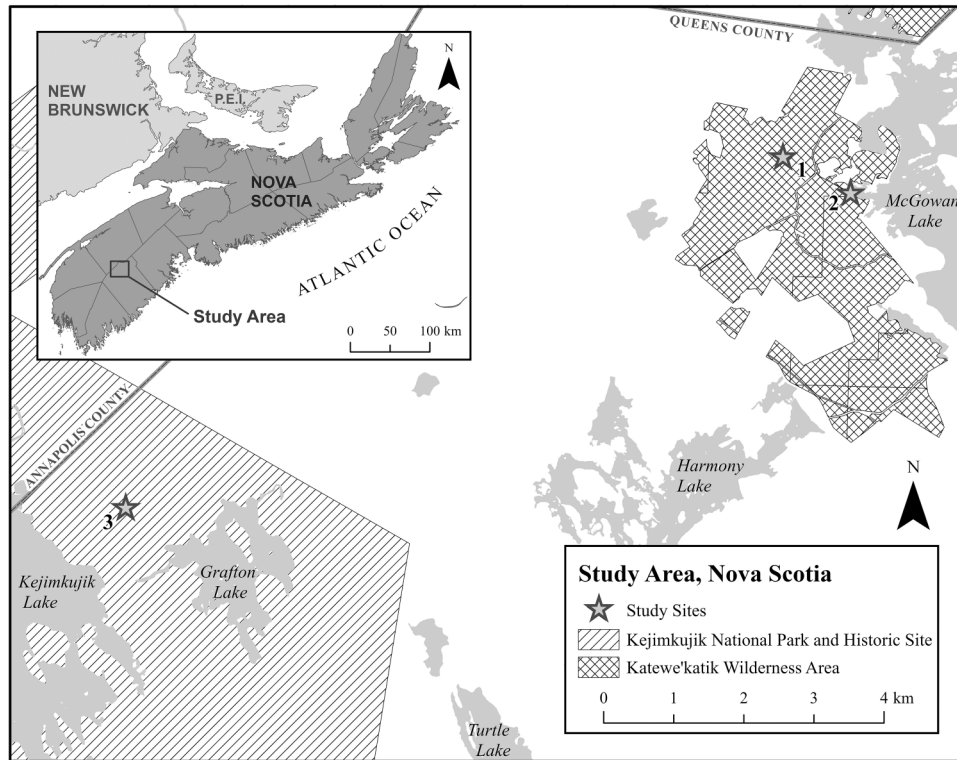 QUEENS COUNTY
N
NEW
BRUNSWICK
P.E.I.
NOVA
SCOTIA
ATLANTIC OCEAN
Study Area
0 50 100 km
1
2
McGowan
Lake
ANNAPOLIS COUNTY
3
Kejimkujik
Lake
Grafton
Lake
Harmony
Lake
Turtle
Lake
N
Study Area, Nova Scotia
Study Sites
Kejimkujik National Park and Historic Site
Katewe'katik Wilderness Area
0 1 2 3 4 km